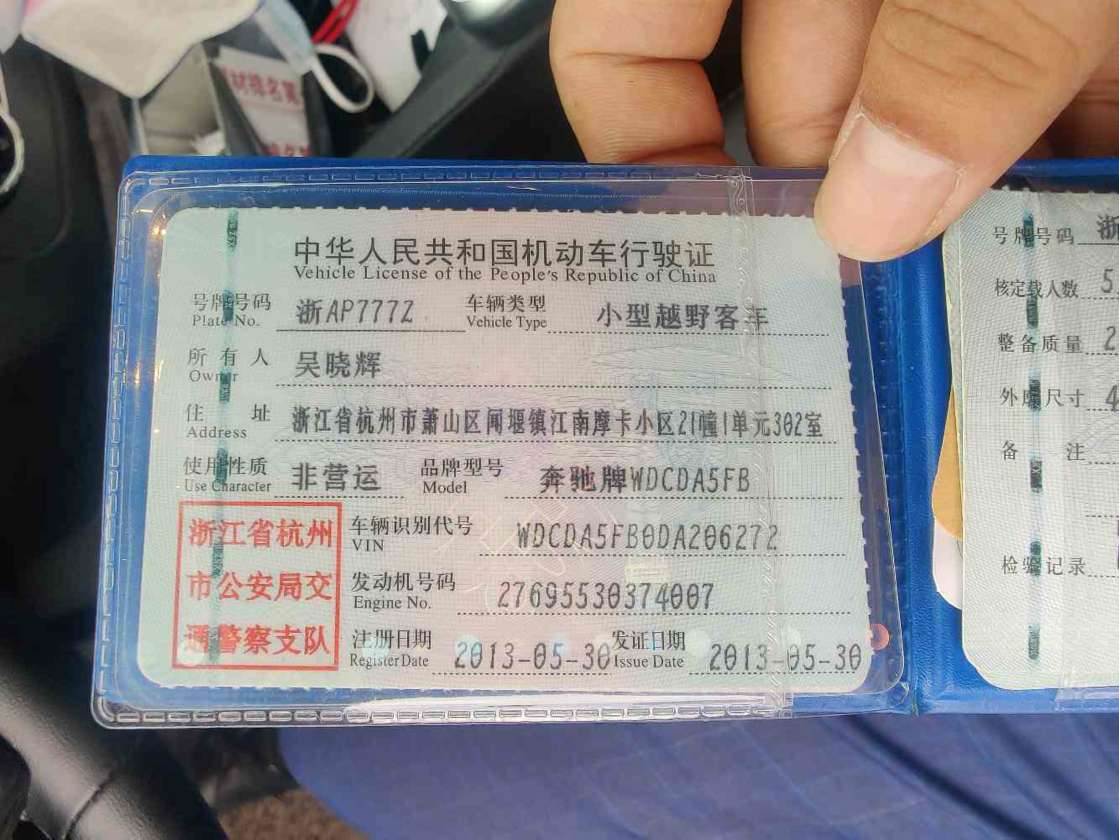 材排名第
中华人民共和国机动车行驶证
Vehicle License of the People's Republic of China
号牌号码 浙AP777Z 车辆类型 小型越野客车
Plate No. Vehicle Type
所有人 吴晓辉
Owner
住址 浙江省杭州市萧山区闻堰镇江南摩卡小区21幢1单元302室
Address
使用性质 非营运 品牌型号 奔驰牌WDCDA5FB
Use Character Model
浙江省杭州
市公安局交
通警察支队
车辆识别代号 WDCDA5FB0DA206272
VIN
发动机号码 27695530374007
Engine No.
注册日期 2013-05-30 发证日期 2013-05-30
Register Date Issue Date
号牌号码 浙
核定载人数 5
整备质量 2
外廓尺寸 4
备注
检验记录